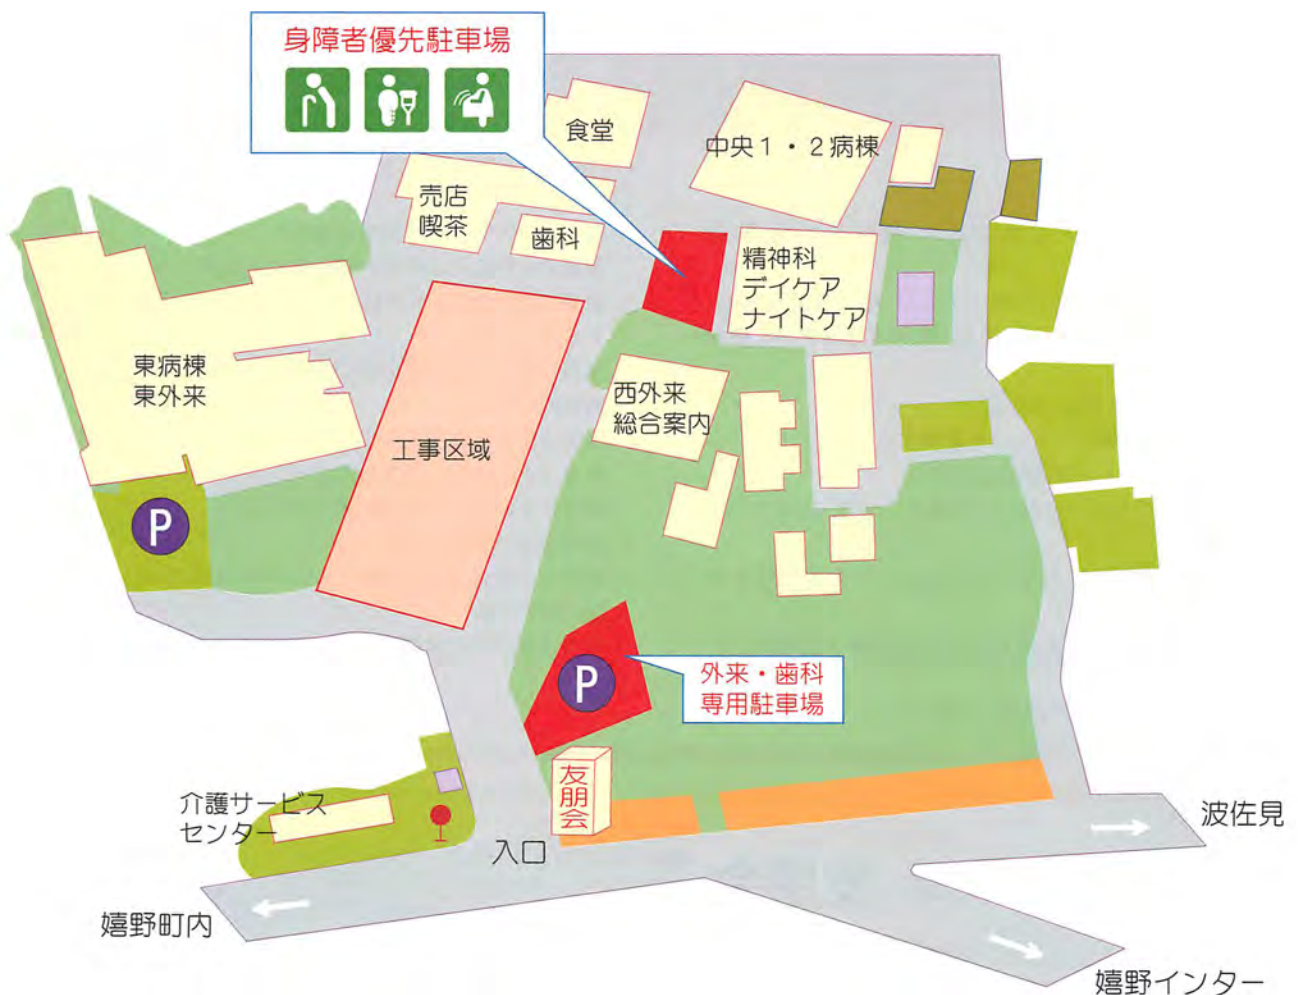 身障者優先駐車場
食堂
中央1・2病棟
売店
喫茶
歯科
精神科
デイケア
ナイトケア
東病棟
東外来
西外来
総合案内
工事区域
P
P
外来・歯科
専用駐車場
友朋会
介護サービス
センター
入口
波佐見
嬉野町内
嬉野インター